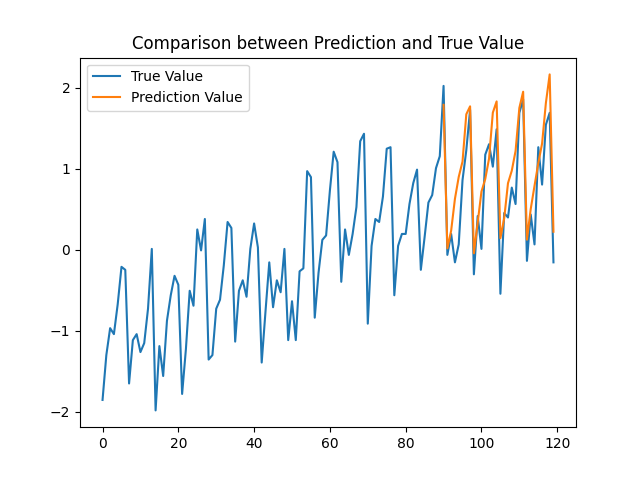 Comparison between Prediction and True Value
True Value
Prediction Value
2
1
0
−1
−2
0 20 40 60 80 100 120